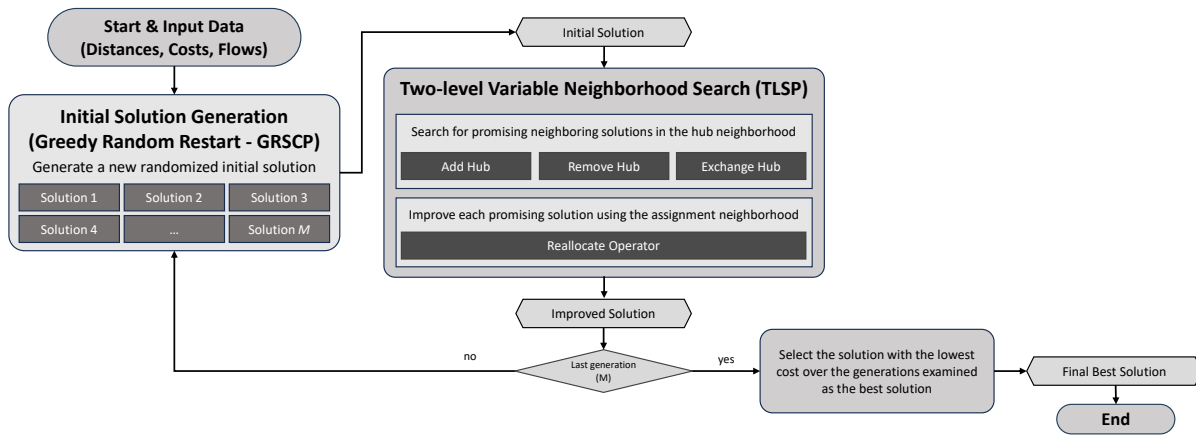 Start & Input Data
(Distances, Costs, Flows)
Initial Solution Generation
(Greedy Random Restart - GRSCP)
Generate a new randomized initial solution
Solution 1
Solution 2
Solution 3
Solution 4
...
Solution M
Initial Solution
Two-level Variable Neighborhood Search (TLSP)
Search for promising neighboring solutions in the hub neighborhood
Add Hub
Remove Hub
Exchange Hub
Improve each promising solution using the assignment neighborhood
Reallocate Operator
Improved Solution
no
Last generation
(M)
yes
Select the solution with the lowest
cost over the generations examined
as the best solution
Final Best Solution
End